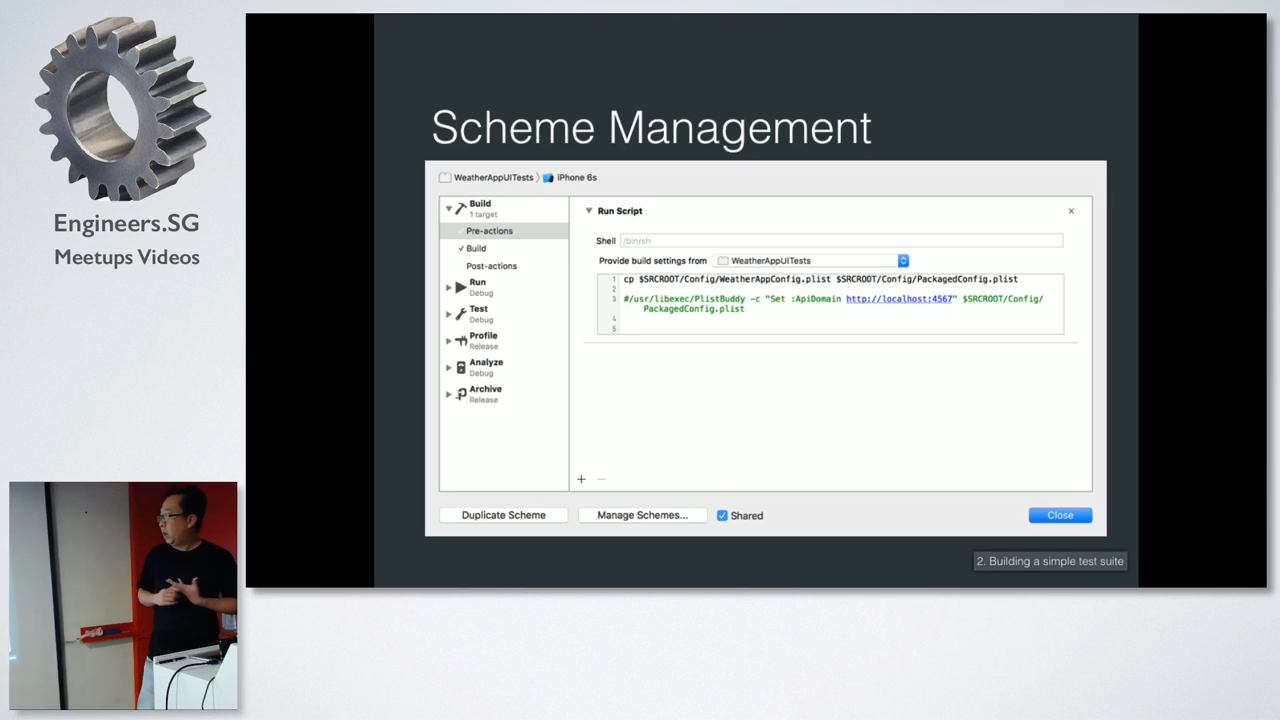 Engineers.SG
Meetups Videos
Scheme Management
WeatherAppUITests
iPhone 6s
Build
1 target
Pre-actions
Build
Post-actions
Run
Debug
Test
Debug
Profile
Release
Analyze
Debug
Archive
Release
Run Script
Shell /bin/sh
Provide build settings from WeatherAppUITests
1 cp $SRCROOT/Config/WeatherAppConfig.plist $SRCROOT/Config/PackagedConfig.plist
2
3 #/usr/libexec/PlistBuddy -c "Set :ApiDomain http://localhost:4567" $SRCROOT/Config/
PackagedConfig.plist
4
5
Duplicate Scheme
Manage Schemes...
Shared
Close
2. Building a simple test suite